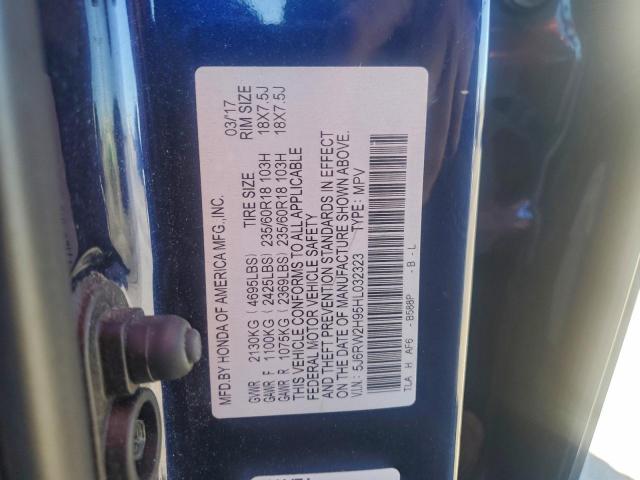 MFD.BY HONDA OF AMERICA MFG.,INC. 03/'17
TIRE SIZE RIM SIZE
GVWR 2130KG ( 4695LBS)
GAWR F 1100KG ( 2425LBS) 235/60R18 103H 18X7.5J
GAWR R 1075KG ( 2369LBS) 235/60R18 103H 18X7.5J
THIS VEHICLE CONFORMS TO ALL APPLICABLE
FEDERAL MOTOR VEHICLE SAFETY
AND THEFT PREVENTION STANDARDS IN EFFECT
ON THE DATE OF MANUFACTURE SHOWN ABOVE.
V.I.N.: 5J6RW2H95HL032323 TYPE: MPV
TLA H AF6 - B588P - B - L